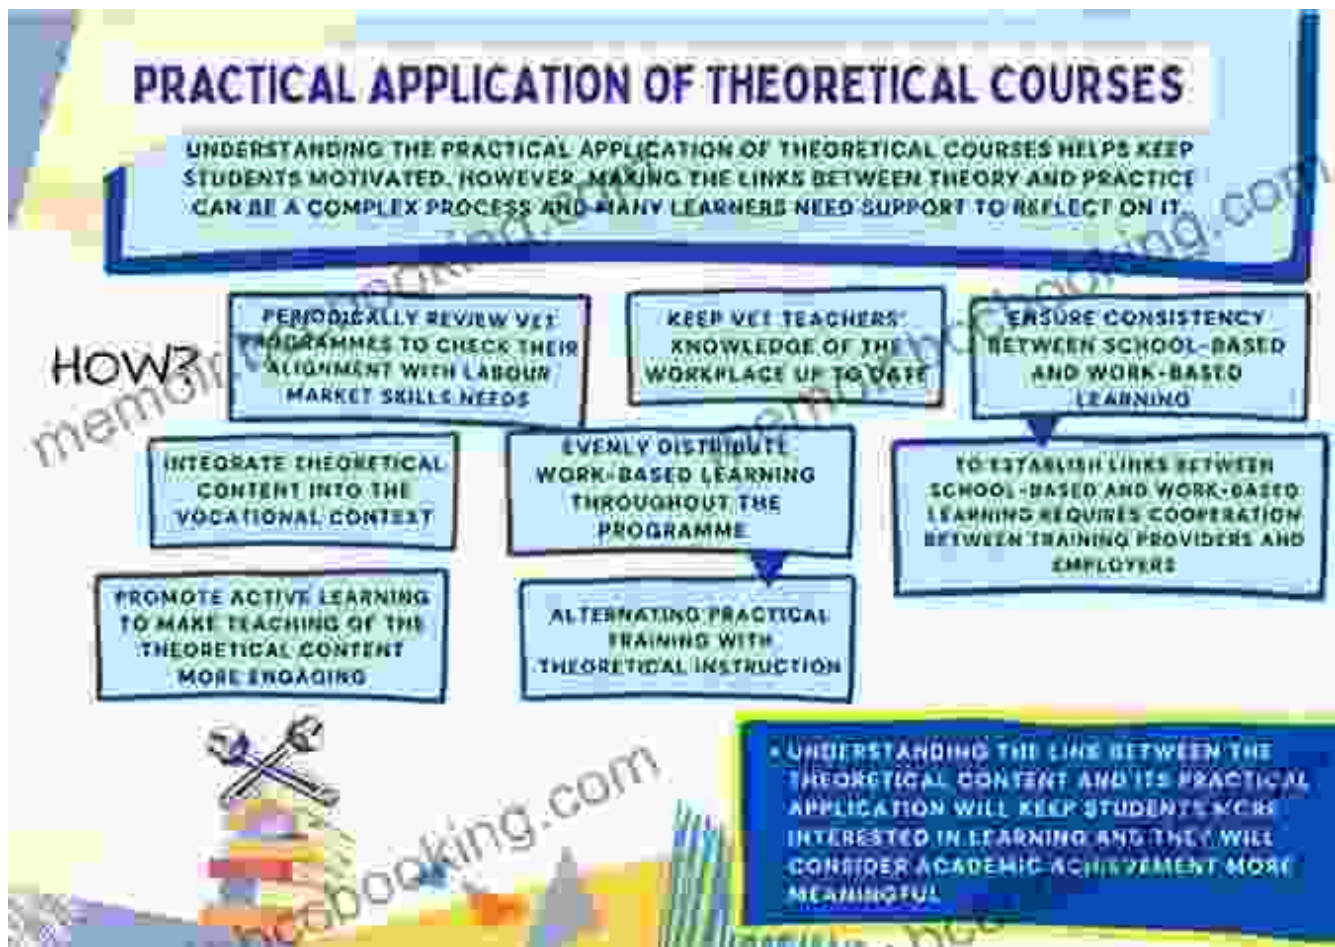 PRACTICAL APPLICATION OF THEORETICAL COURSES
UNDERSTANDING THE PRACTICAL APPLICATION OF THEORETICAL COURSES HELPS KEEP
STUDENTS MOTIVATED. HOWEVER, MAKING THE LINKS BETWEEN THEORY AND PRACTICE
CAN BE A COMPLEX PROCESS AND MANY LEARNERS NEED SUPPORT TO REFLECT ON IT.
HOW?
PERIODICALLY REVIEW VET
PROGRAMMES TO CHECK THEIR
ALIGNMENT WITH LABOUR
MARKET SKILLS NEEDS
KEEP VET TEACHERS'
KNOWLEDGE OF THE
WORKPLACE UP TO DATE
ENSURE CONSISTENCY
BETWEEN SCHOOL-BASED
AND WORK-BASED
LEARNING
INTEGRATE THEORETICAL
CONTENT INTO THE
VOCATIONAL CONTEXT
EVENLY DISTRIBUTE
WORK-BASED LEARNING
THROUGHOUT THE
PROGRAMME
TO ESTABLISH LINKS BETWEEN
SCHOOL-BASED AND WORK-BASED
LEARNING REQUIRES COOPERATION
BETWEEN TRAINING PROVIDERS AND
EMPLOYERS
PROMOTE ACTIVE LEARNING
TO MAKE TEACHING OF THE
THEORETICAL CONTENT
MORE ENGAGING
ALTERNATING PRACTICAL
TRAINING WITH
THEORETICAL INSTRUCTION
• UNDERSTANDING THE LINK BETWEEN THE
THEORETICAL CONTENT AND ITS PRACTICAL
APPLICATION WILL KEEP STUDENTS MORE
INTERESTED IN LEARNING AND THEY WILL
CONSIDER ACADEMIC ACHIEVEMENT MORE
MEANINGFUL